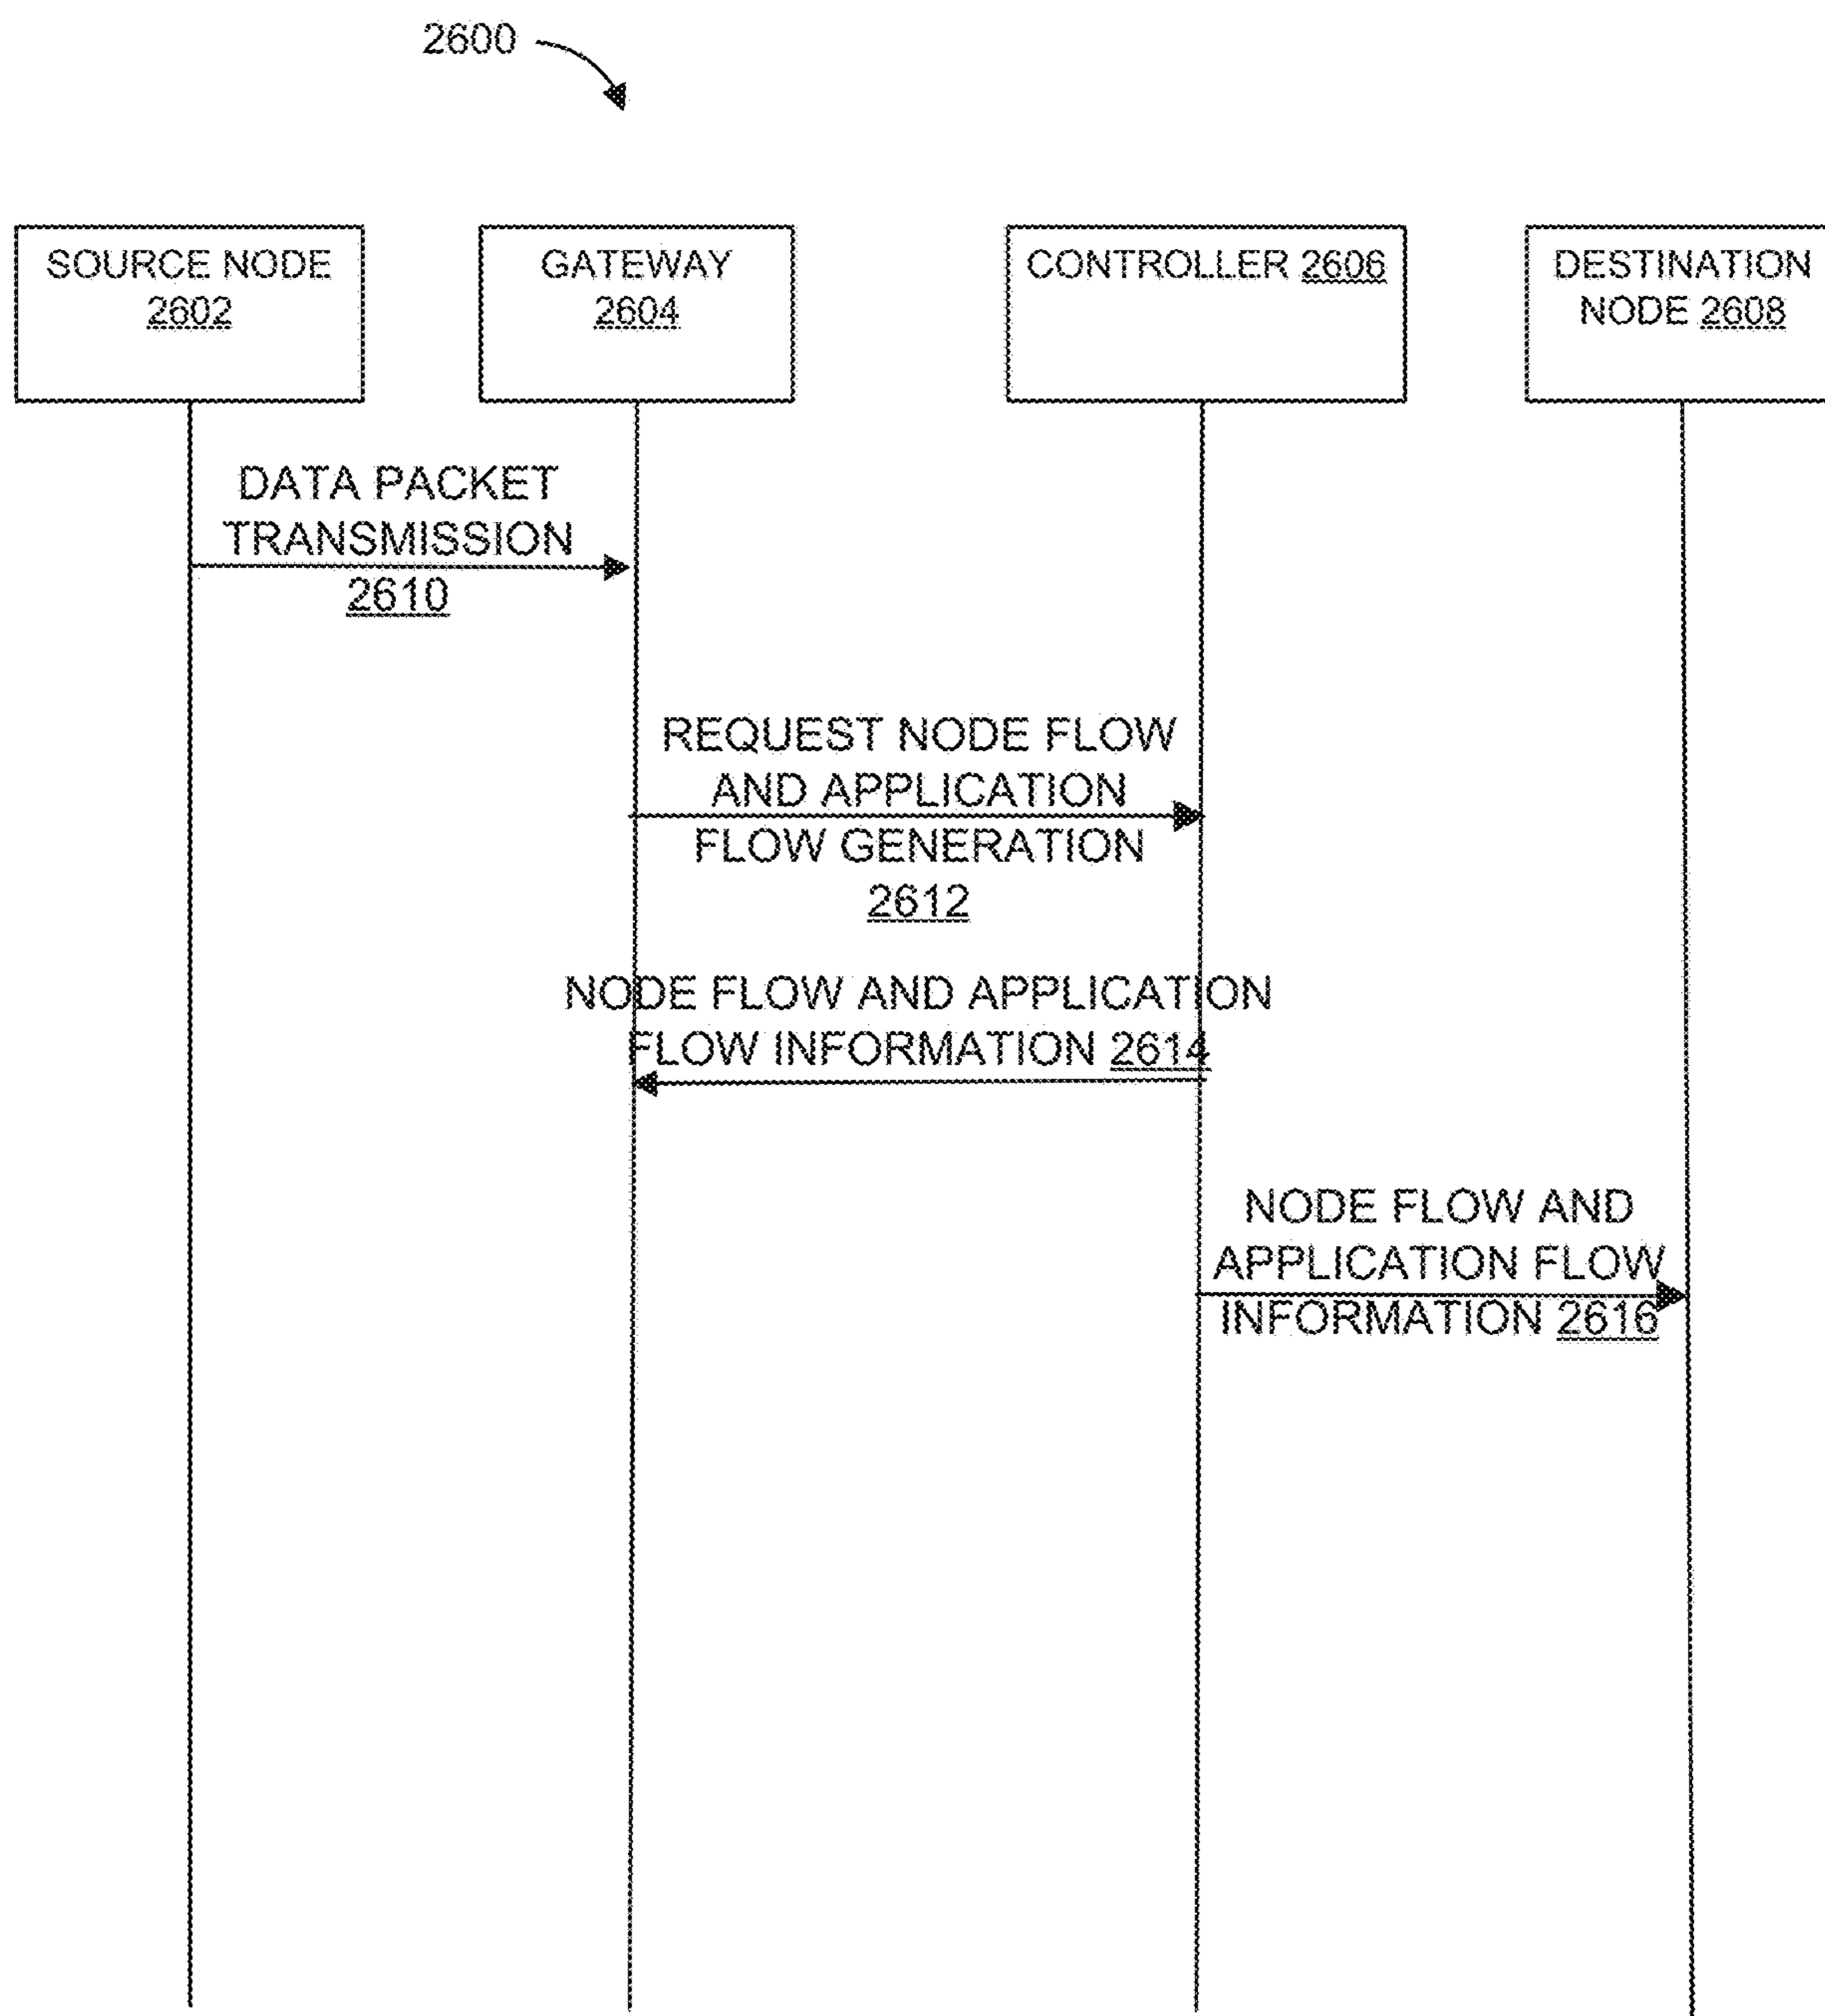 2600
SOURCE NODE
2602
GATEWAY
2604
CONTROLLER 2606
DESTINATION
NODE 2608
DATA PACKET
TRANSMISSION
2610
REQUEST NODE FLOW
AND APPLICATION
FLOW GENERATION
2612
NODE FLOW AND APPLICATION
FLOW INFORMATION 2614
NODE FLOW AND
APPLICATION FLOW
INFORMATION 2616